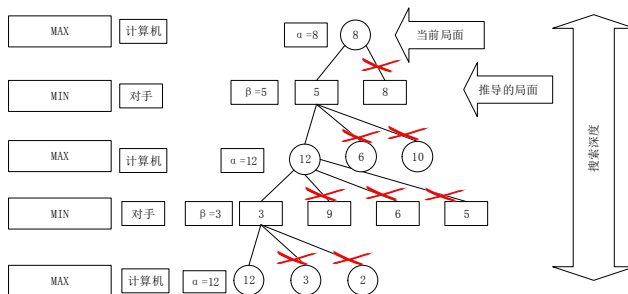 MAX 计算机 α=8 8 当前局面
MIN 对手 β=5 5 8 推导的局面
MAX 计算机 α=12 12 6 10
搜索深度
MIN 对手 β=3 3 9 6 5
MAX 计算机 α=12 12 3 2